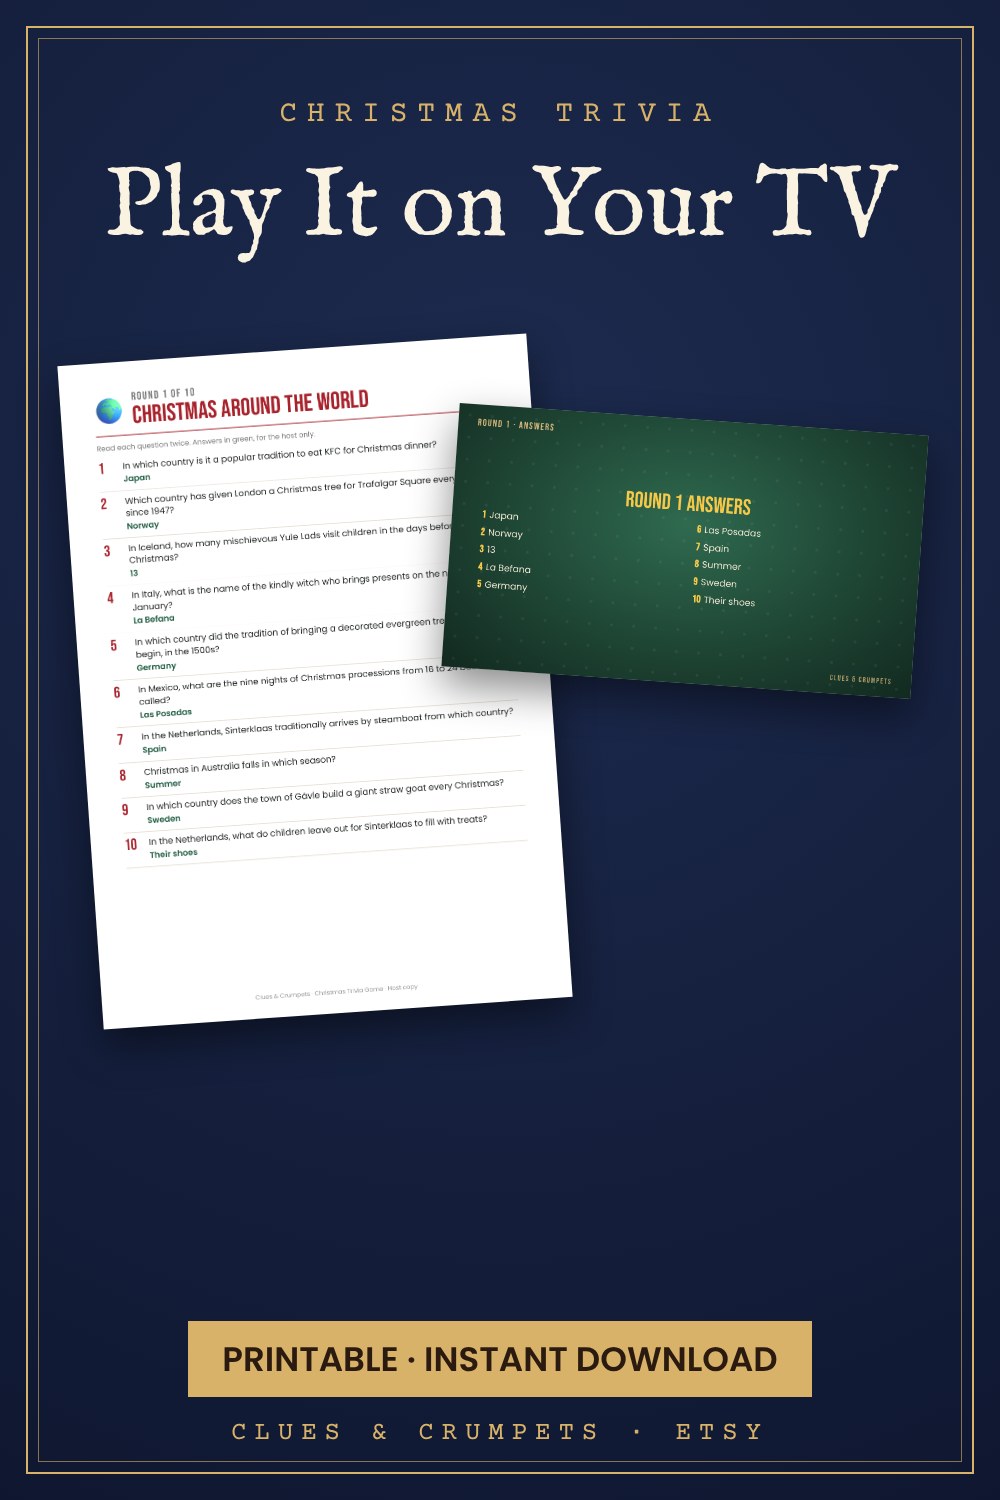 CHRISTMAS TRIVIA
Play It on Your TV
ROUND 1 OF 10
CHRISTMAS AROUND THE WORLD
Read each question twice. Answers in green, for the host only.
1 In which country is it a popular tradition to eat KFC for Christmas dinner?
Japan
2 Which country has given London a Christmas tree for Trafalgar Square every
since 1947?
Norway
3 In Iceland, how many mischievous Yule Lads visit children in the days
Christmas?
13
4 In Italy, what is the name of the kindly witch who brings presents on the
January?
La Befana
5 In which country did the tradition of bringing a decorated evergreen
begin, in the 1500s?
Germany
6 In Mexico, what are the nine nights of Christmas processions from 16 to 24
called?
Las Posadas
7 In the Netherlands, Sinterklaas traditionally arrives by steamboat from which country?
Spain
8 Christmas in Australia falls in which season?
Summer
9 In which country does the town of Gävle build a giant straw goat every Christmas?
Sweden
10 In the Netherlands, what do children leave out for Sinterklaas to fill with treats?
Their shoes
Clues & Crumpets · Christmas Trivia Game · Host copy
ROUND 1 · ANSWERS
ROUND 1 ANSWERS
1 Japan
2 Norway
3 13
4 La Befana
5 Germany
6 Las Posadas
7 Spain
8 Summer
9 Sweden
10 Their shoes
CLUES & CRUMPETS
PRINTABLE · INSTANT DOWNLOAD
CLUES & CRUMPETS · ETSY